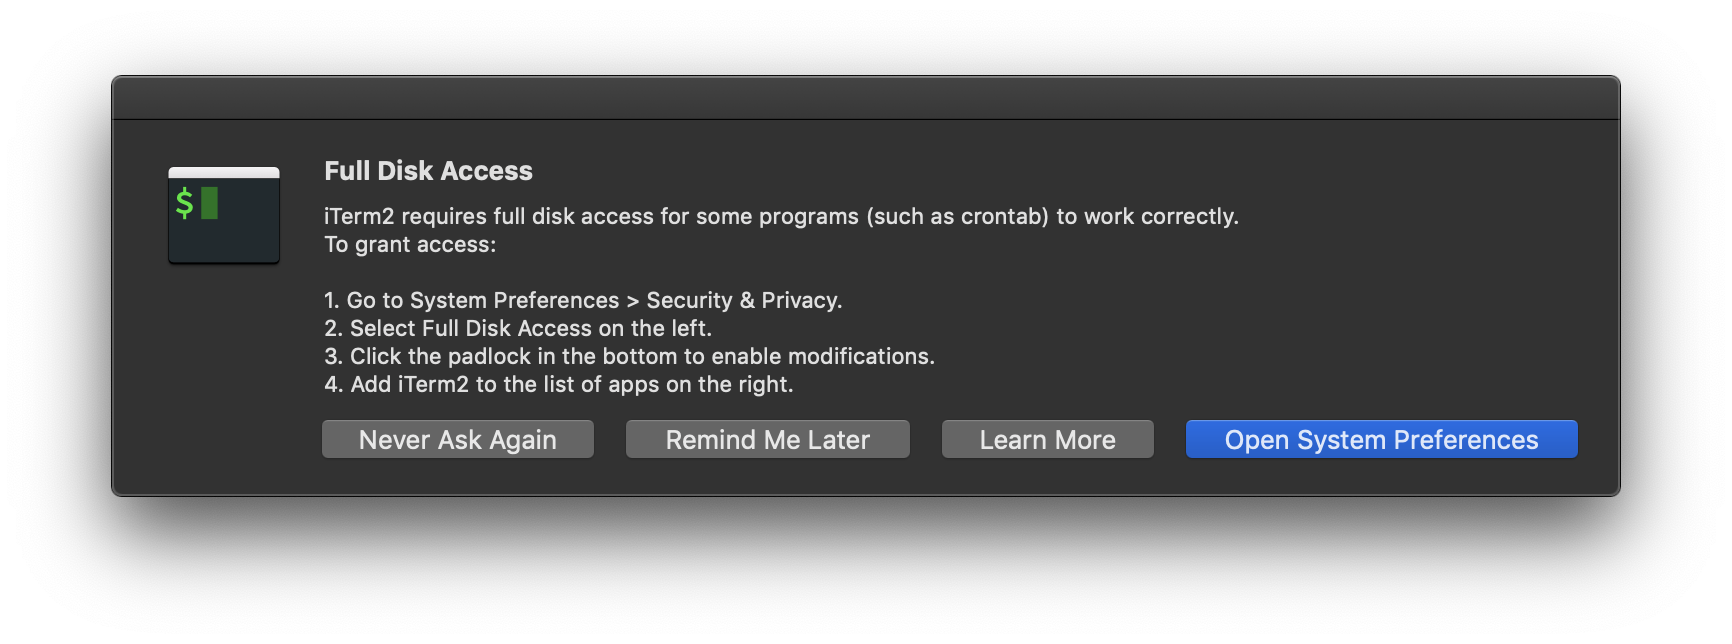 Full Disk Access
$
iTerm2 requires full disk access for some programs (such as crontab) to work correctly.
To grant access:
1. Go to System Preferences > Security & Privacy.
2. Select Full Disk Access on the left.
3. Click the padlock in the bottom to enable modifications.
4. Add iTerm2 to the list of apps on the right.
Never Ask Again Remind Me Later Learn More Open System Preferences